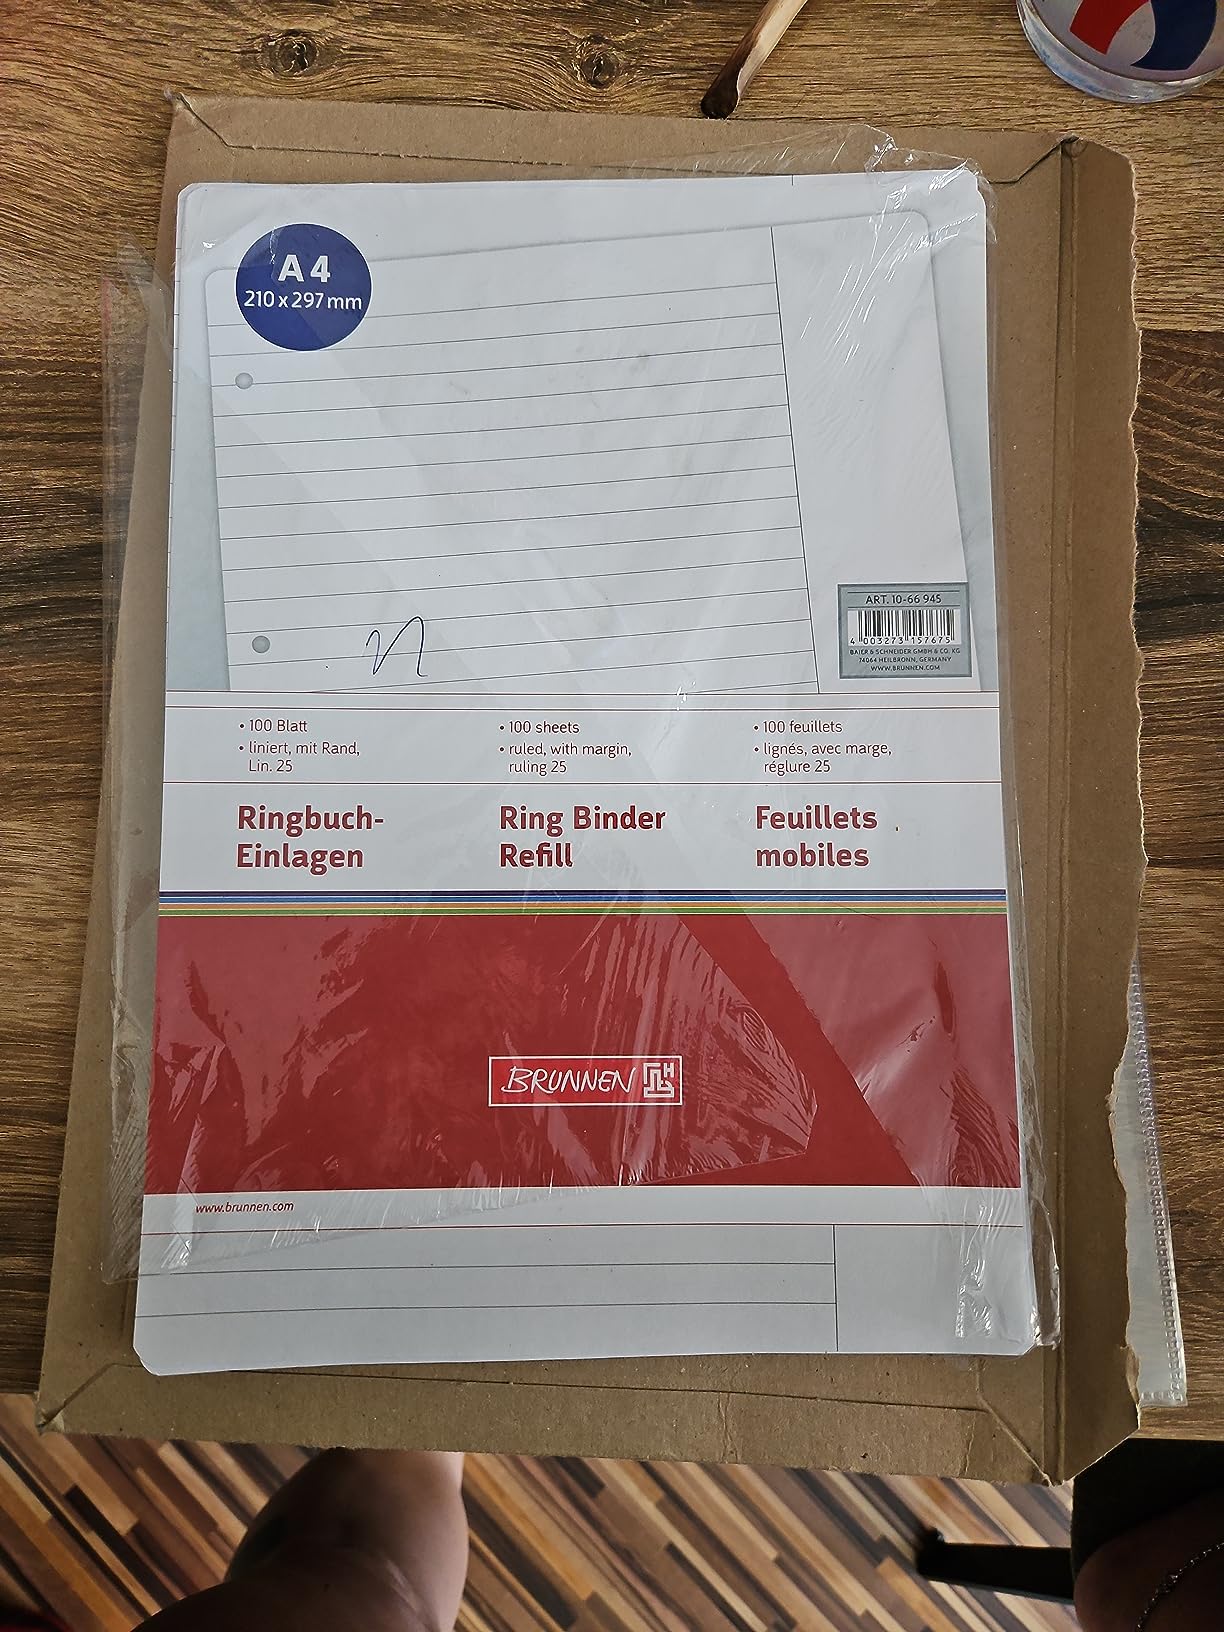 A4
210 x 297 mm
ART. 10-66 945
4 003273 157675
BAIER & SCHNEIDER GMBH & CO. KG
74064 HEILBRONN, GERMANY
WWW.BRUNNEN.COM
• 100 Blatt
• liniert, mit Rand,
Lin. 25
• 100 sheets
• ruled, with margin,
ruling 25
• 100 feuillets
• lignés, avec marge,
réglure 25
Ringbuch-
Einlagen
Ring Binder
Refill
Feuillets
mobiles
BRUNNEN
www.brunnen.com